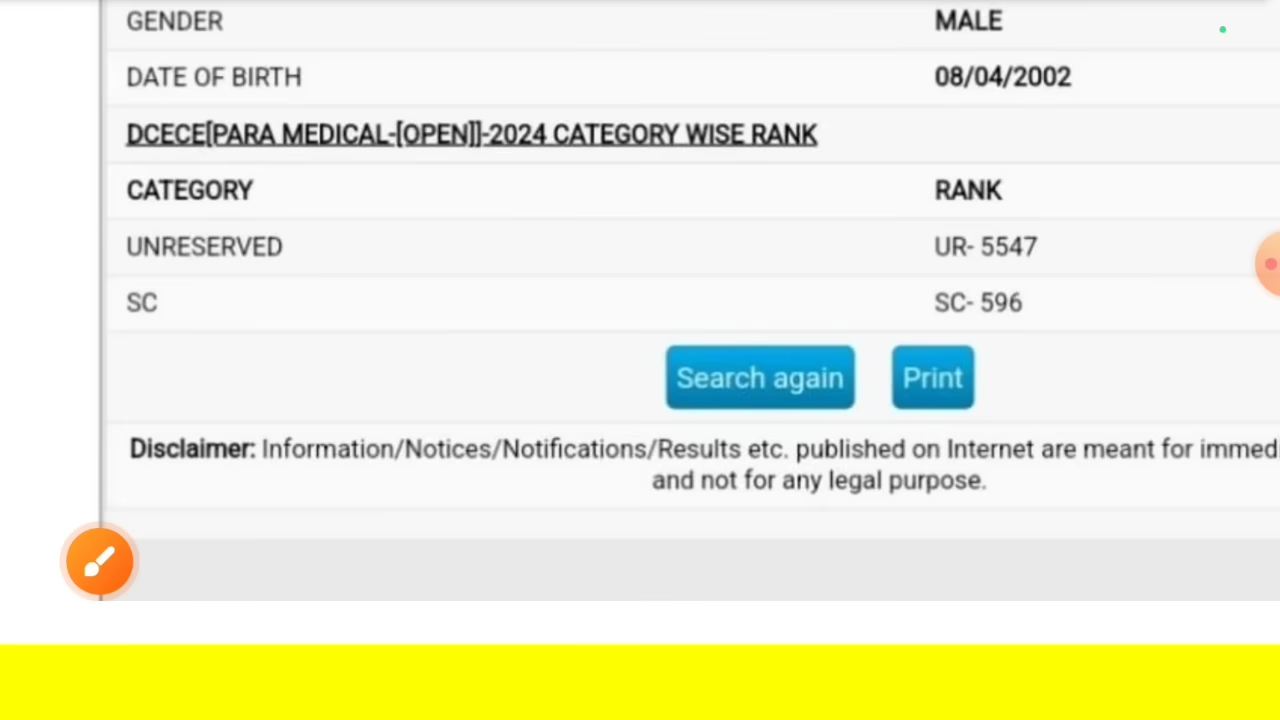 GENDER MALE
DATE OF BIRTH 08/04/2002
DCECE[PARA MEDICAL-[OPEN]]-2024 CATEGORY WISE RANK
CATEGORY RANK
UNRESERVED UR- 5547
SC SC- 596
Search again Print
Disclaimer: Information/Notices/Notifications/Results etc. published on Internet are meant for
and not for any legal purpose.